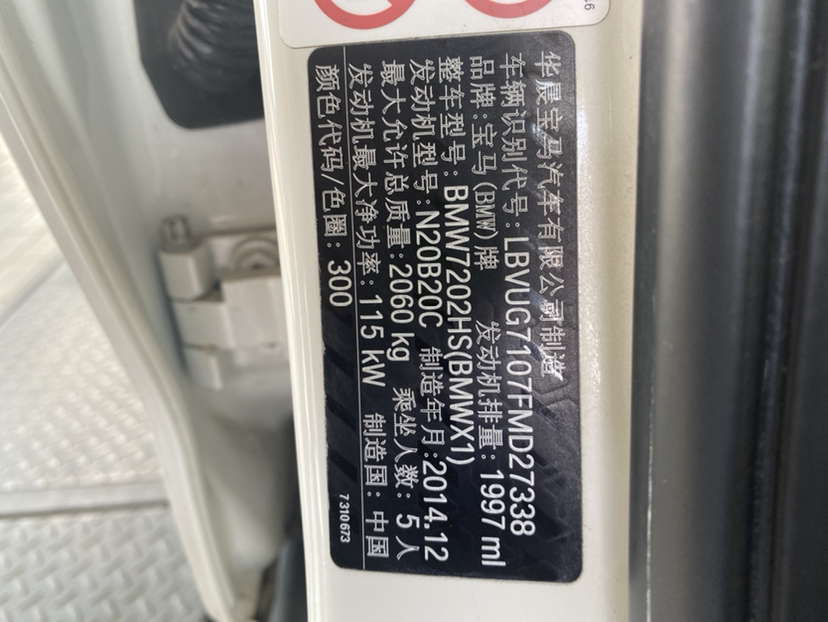 华晨宝马汽车有限公司制造
车辆识别代号: LBVUG7107FMD27338
品牌:宝马(BMW)牌 发动机排量: 1997 ml
整车型号: BMW7202HS(BMWX1)
发动机型号: N20B20C 制造年月:2014.12
最大允许总质量: 2060 kg 乘坐人数: 5 人
发动机最大净功率: 115 kW 制造国: 中国
颜色代码/色圈: 300
7310673
46